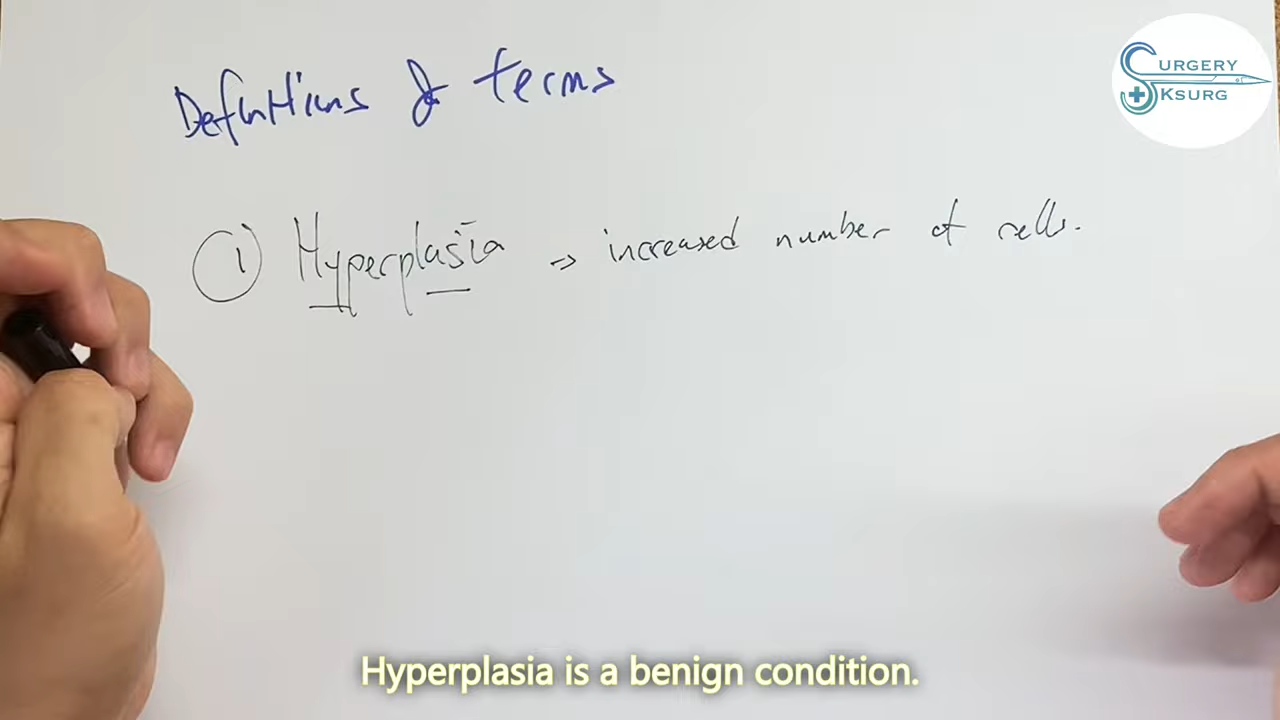 Definitions & terms
SURGERY
KSURG
1 Hyperplasia → increased number of cells.
Hyperplasia is a benign condition.